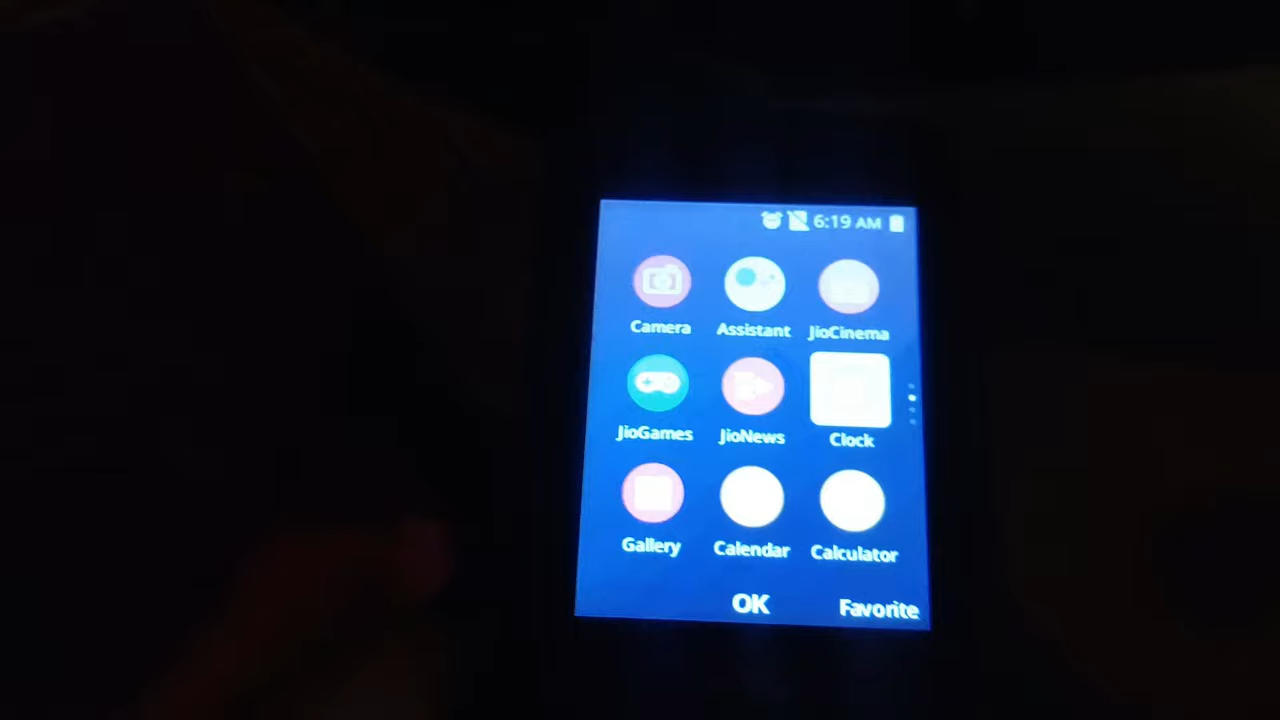 6:19 AM
Camera Assistant JioCinema
JioGames JioNews Clock
Gallery Calendar Calculator
OK Favorite